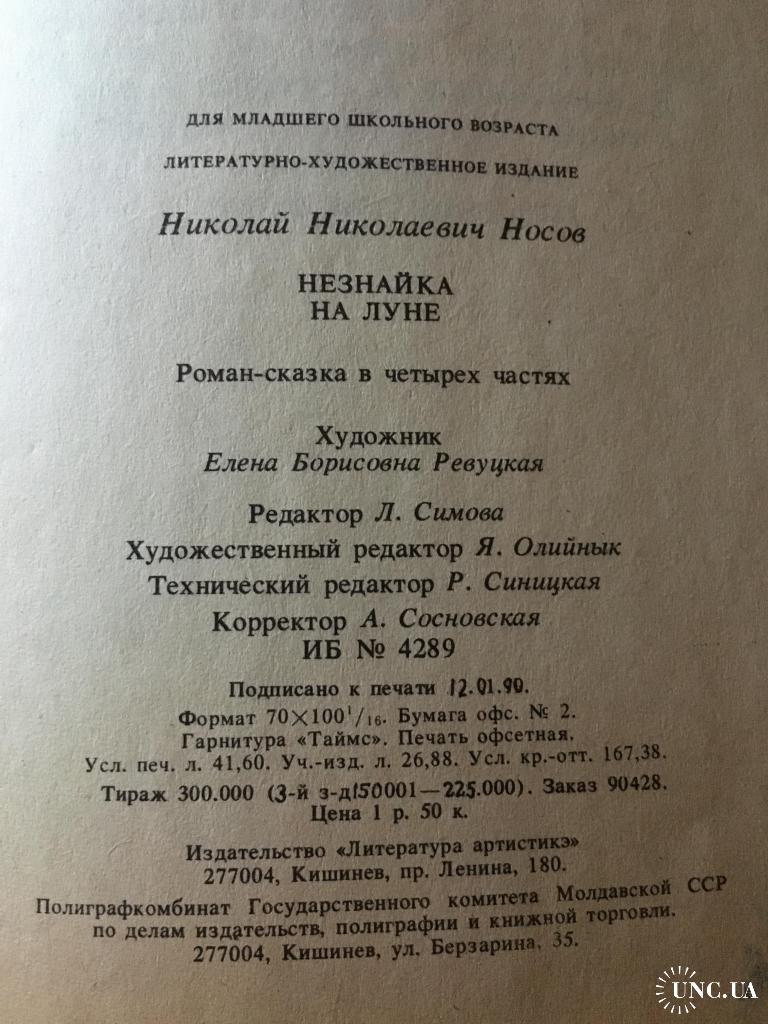 ДЛЯ МЛАДШЕГО ШКОЛЬНОГО ВОЗРАСТА
ЛИТЕРАТУРНО-ХУДОЖЕСТВЕННОЕ ИЗДАНИЕ
Николай Николаевич Носов
НЕЗНАЙКА
НА ЛУНЕ
Роман-сказка в четырех частях
Художник
Елена Борисовна Ревуцкая
Редактор Л. Симова
Художественный редактор Я. Олийнык
Технический редактор Р. Синицкая
Корректор А. Сосновская
ИБ № 4289
Подписано к печати 12.01.90.
Формат 70×100¹/₁₆. Бумага офс. № 2.
Гарнитура «Таймс». Печать офсетная.
Усл. печ. л. 41,60. Уч.-изд. л. 26,88. Усл. кр.-отт. 167,38.
Тираж 300.000 (3-й з-д150001—225.000). Заказ 90428.
Цена 1 р. 50 к.
Издательство «Литература артистикэ»
277004, Кишинев, пр. Ленина, 180.
Полиграфкомбинат Государственного комитета Молдавской ССР
по делам издательств, полиграфии и книжной торговли.
277004, Кишинев, ул. Берзарина, 35.
UNC.UA